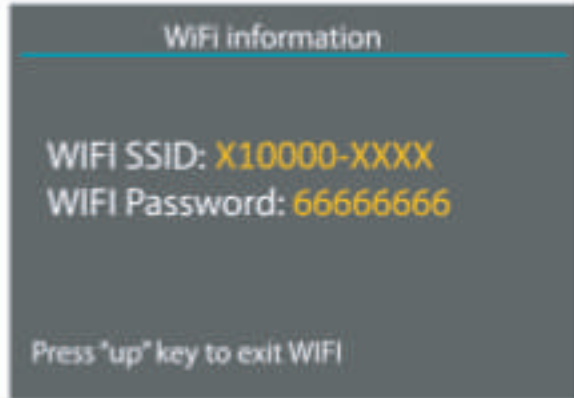 WiFi information
WIFI SSID: X10000-XXXX
WIFI Password: 66666666
Press "up" key to exit WIFI